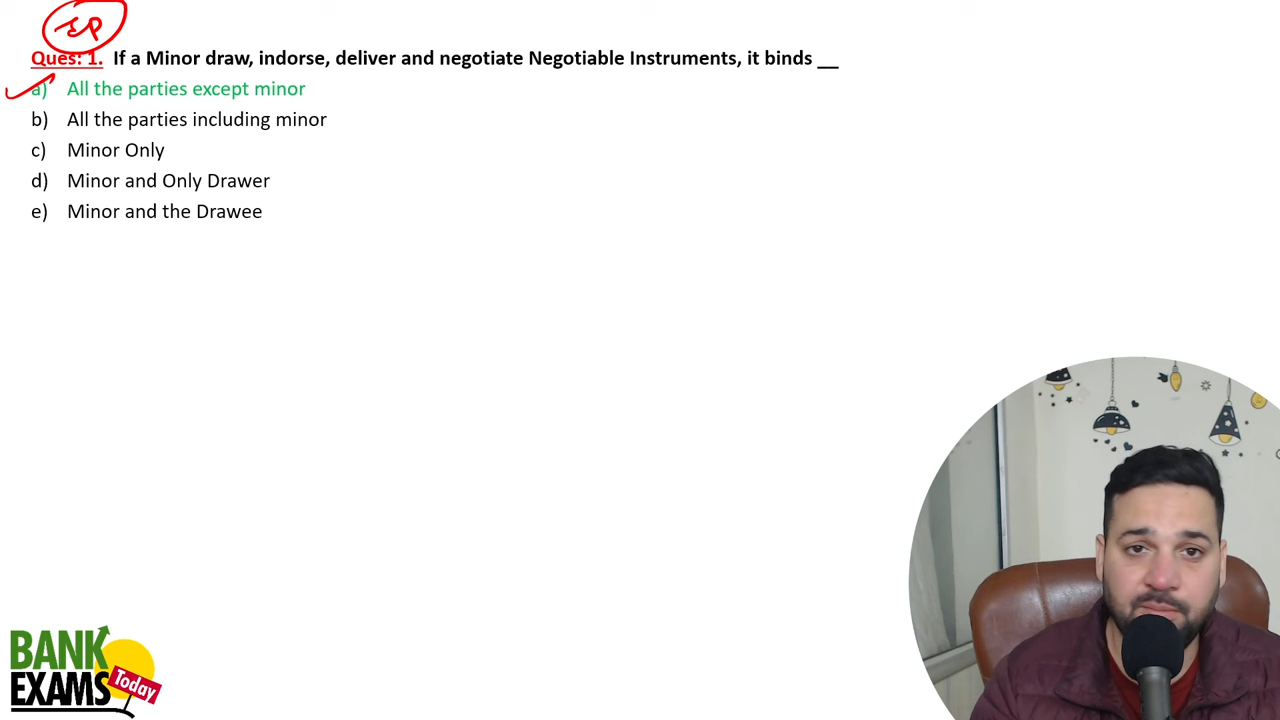 Ques: 1. If a Minor draw, indorse, deliver and negotiate Negotiable Instruments, it binds __
a) All the parties except minor
b) All the parties including minor
c) Minor Only
d) Minor and Only Drawer
e) Minor and the Drawee
BANK
EXAMS
Today